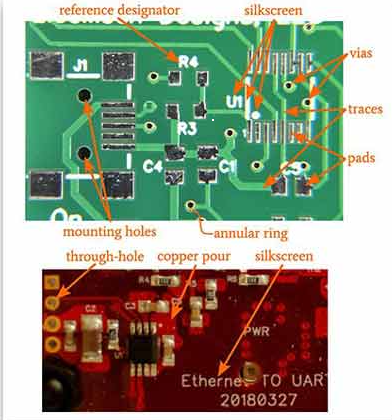 reference designator
silkscreen
J1
R4
vias
U1
traces
R3
pads
C4
C1
mounting holes
annular ring
through-hole
copper pour
silkscreen
C2
C3
PWR
Ethernet TO UART
20180327